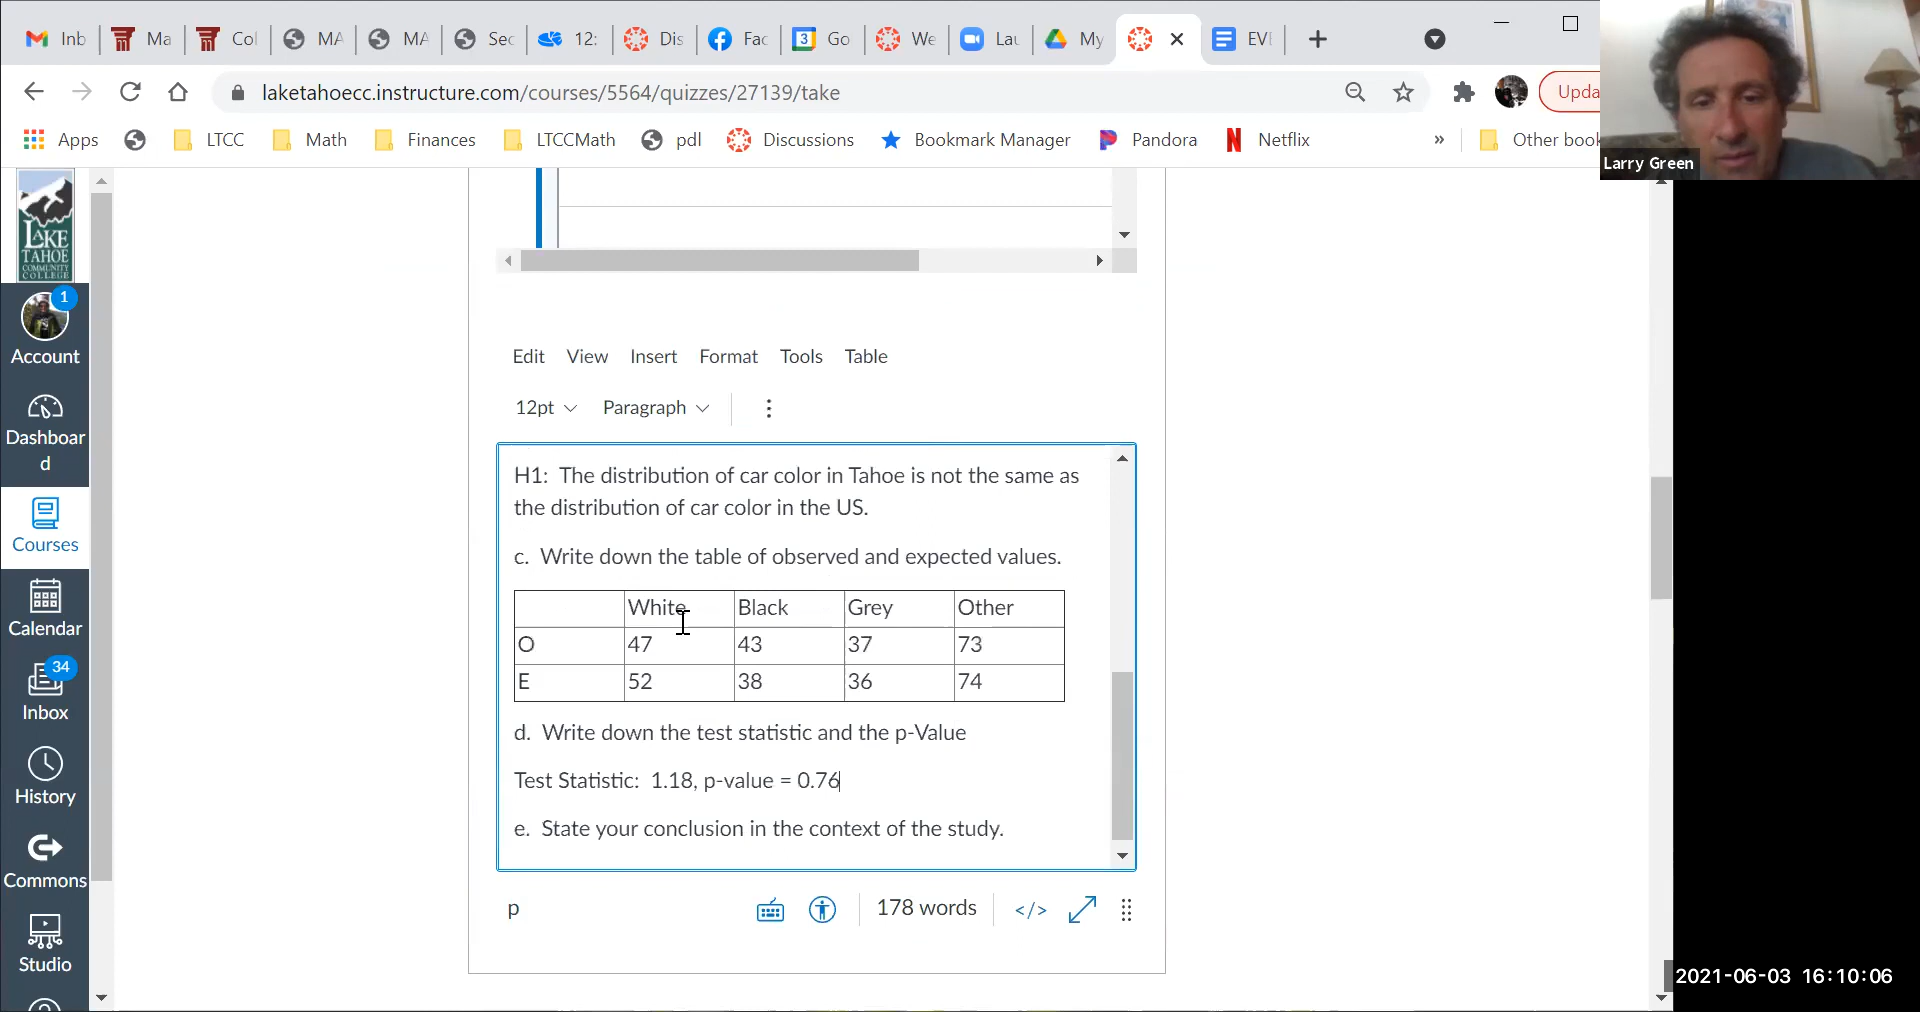 Inb
Ma
Col
MA
MA
Sec
12:
Dis
Fac
3
Go
We
Lau
My
EVE
laketahoecc.instructure.com/courses/5564/quizzes/27139/take
Upda
Apps
LTCC
Math
Finances
LTCCMath
pdl
Discussions
Bookmark Manager
Pandora
Netflix
»
Other book
Larry Green
LAKE
TAHOE
COMMUNITY
COLLEGE
1
Account
Dashboar
d
Courses
Calendar
34
Inbox
History
Commons
Studio
Edit View Insert Format Tools Table
12pt Paragraph
H1: The distribution of car color in Tahoe is not the same as
the distribution of car color in the US.
c. Write down the table of observed and expected values.
White Black Grey Other
O 47 43 37 73
E 52 38 36 74
d. Write down the test statistic and the p-Value
Test Statistic: 1.18, p-value = 0.76
e. State your conclusion in the context of the study.
p
178 words
</>
2021-06-03 16:10:06